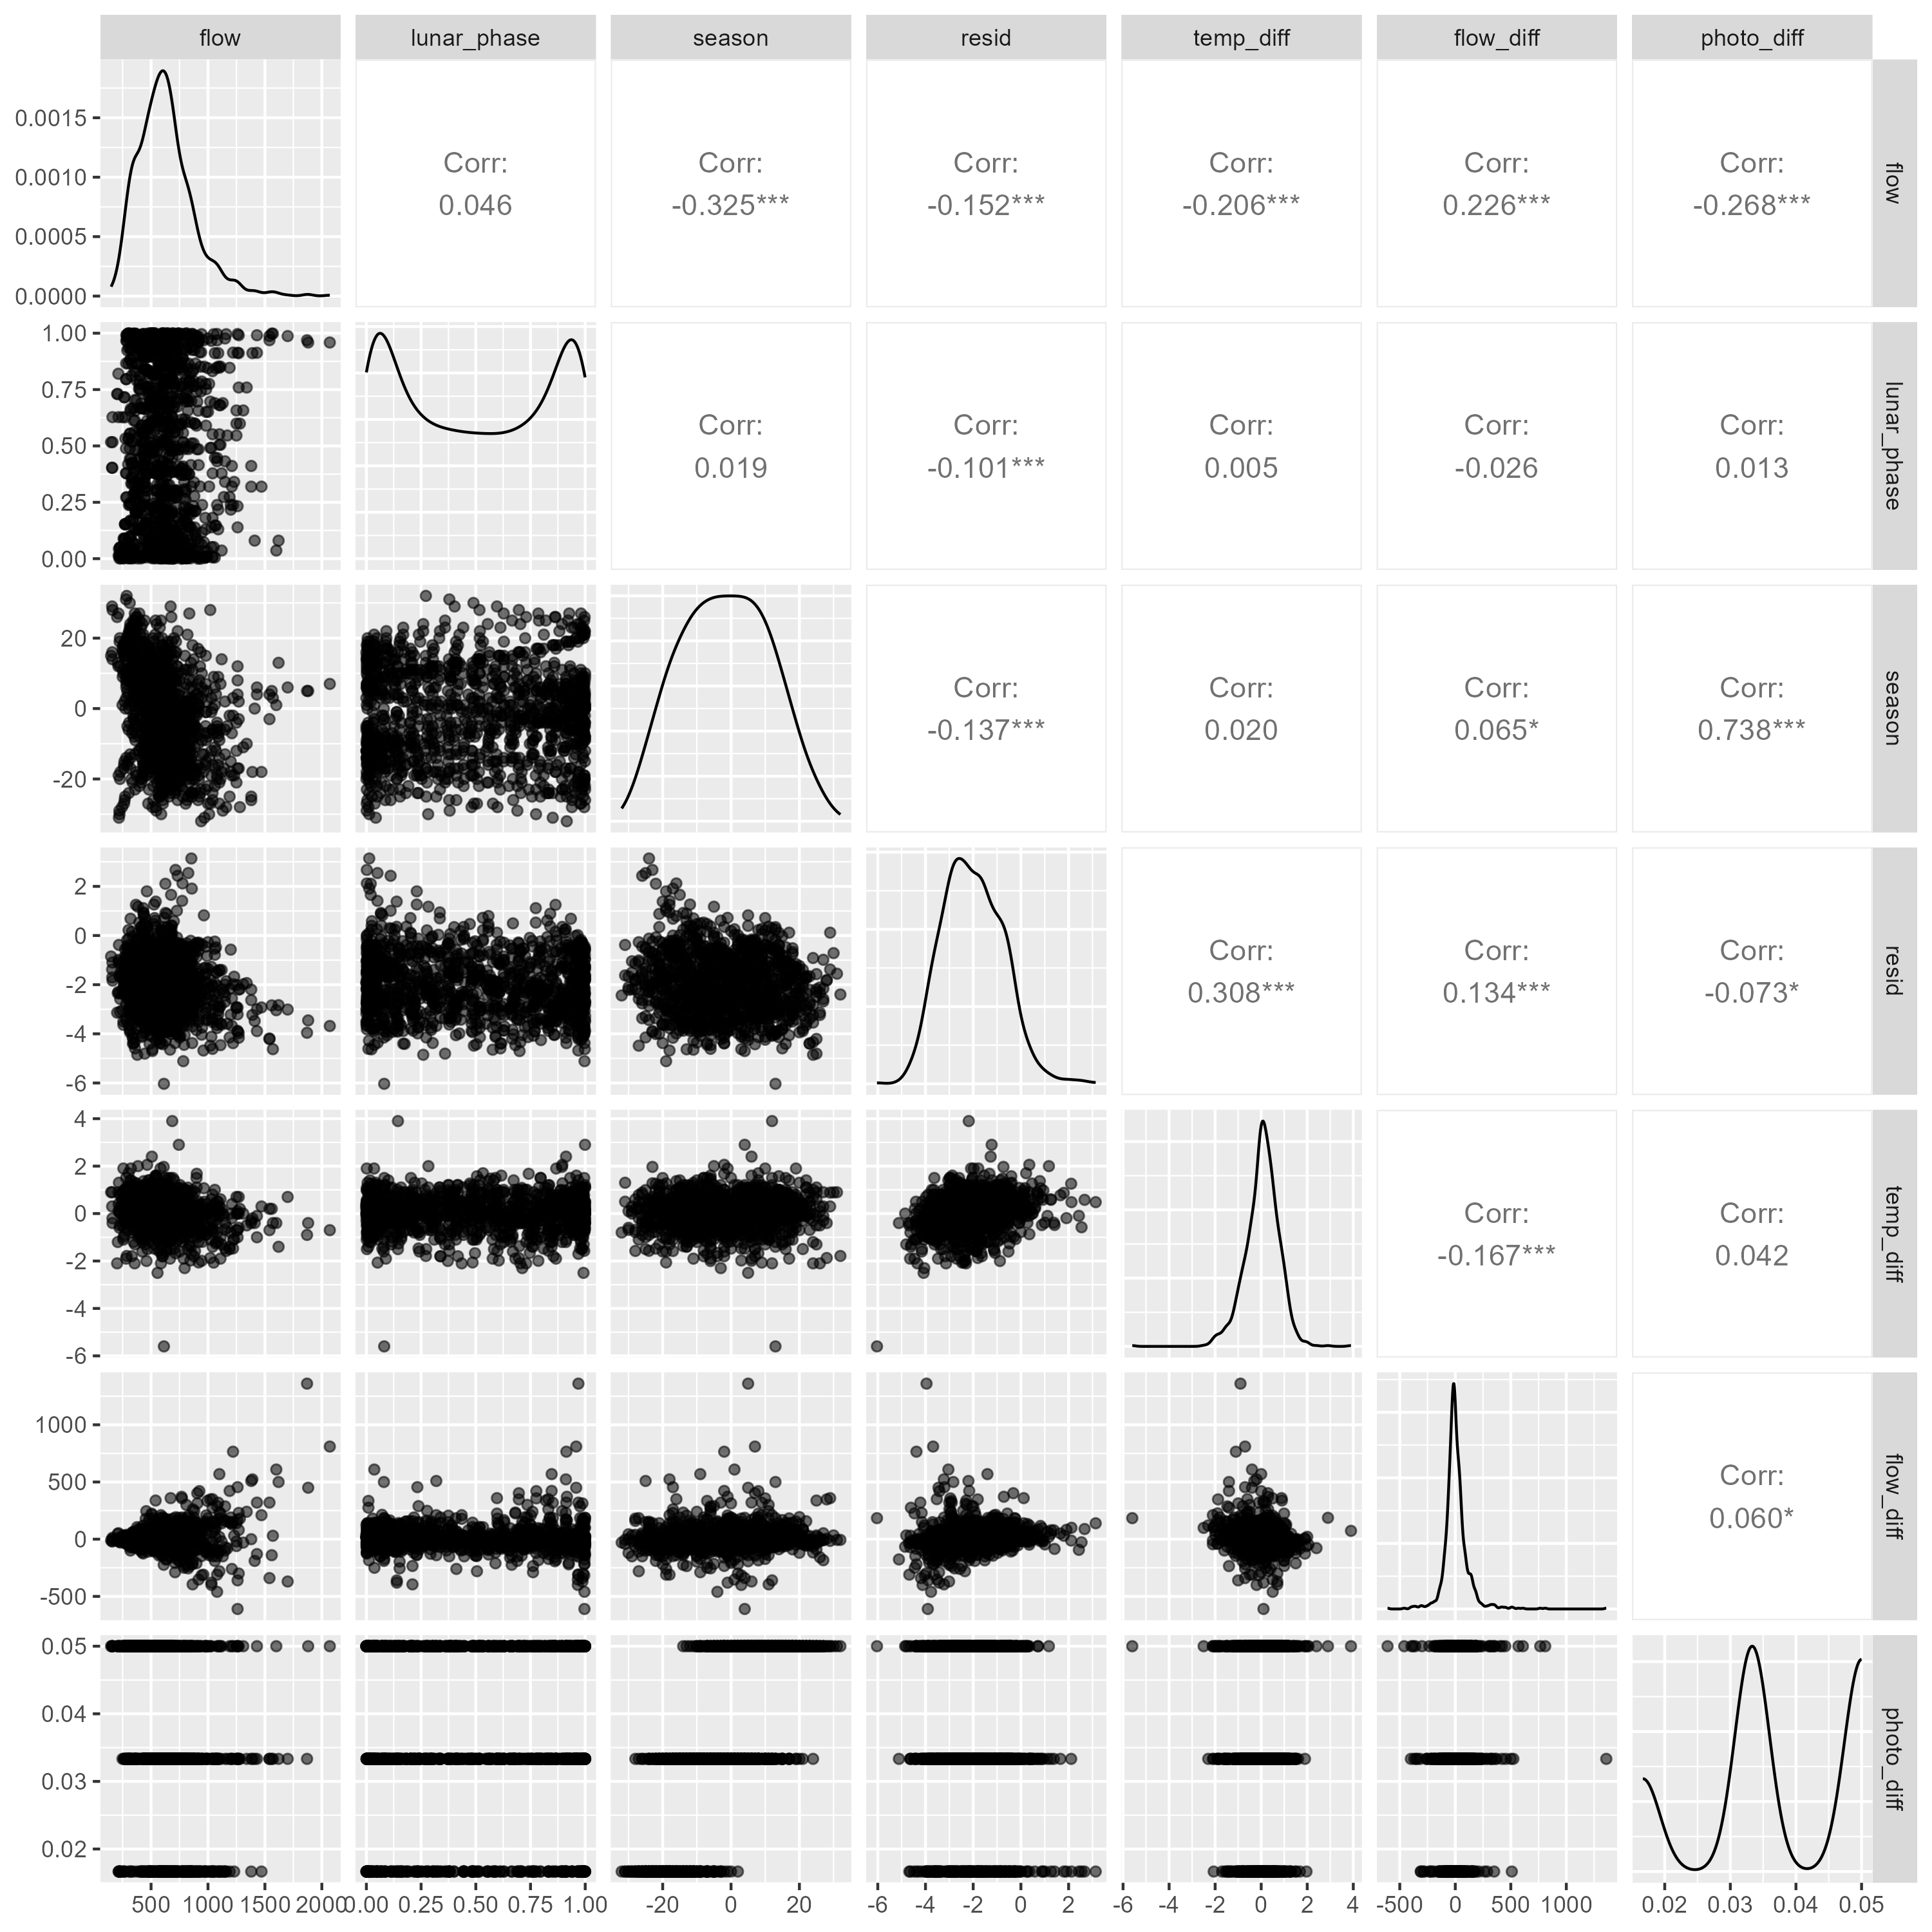 flow lunar_phase season resid temp_diff flow_diff photo_diff
0.0015
0.0010
0.0005
0.0000
Corr:
0.046
Corr:
-0.325***
Corr:
-0.152***
Corr:
-0.206***
Corr:
0.226***
Corr:
-0.268***
flow
1.00
0.75
0.50
0.25
0.00
Corr:
0.019
Corr:
-0.101***
Corr:
0.005
Corr:
-0.026
Corr:
0.013
lunar_phase
20
0
-20
Corr:
-0.137***
Corr:
0.020
Corr:
0.065*
Corr:
0.738***
season
2
0
-2
-4
-6
Corr:
0.308***
Corr:
0.134***
Corr:
-0.073*
resid
4
2
0
-2
-4
-6
Corr:
-0.167***
Corr:
0.042
temp_diff
1000
500
0
-500
Corr:
0.060*
flow_diff
0.05
0.04
0.03
0.02
photo_diff
500 1000 1500 2000 0.00 0.25 0.50 0.75 1.00 -20 0 20 -6 -4 -2 0 2 -6 -4 -2 0 2 4 -500 0 500 1000 0.02 0.03 0.04 0.05